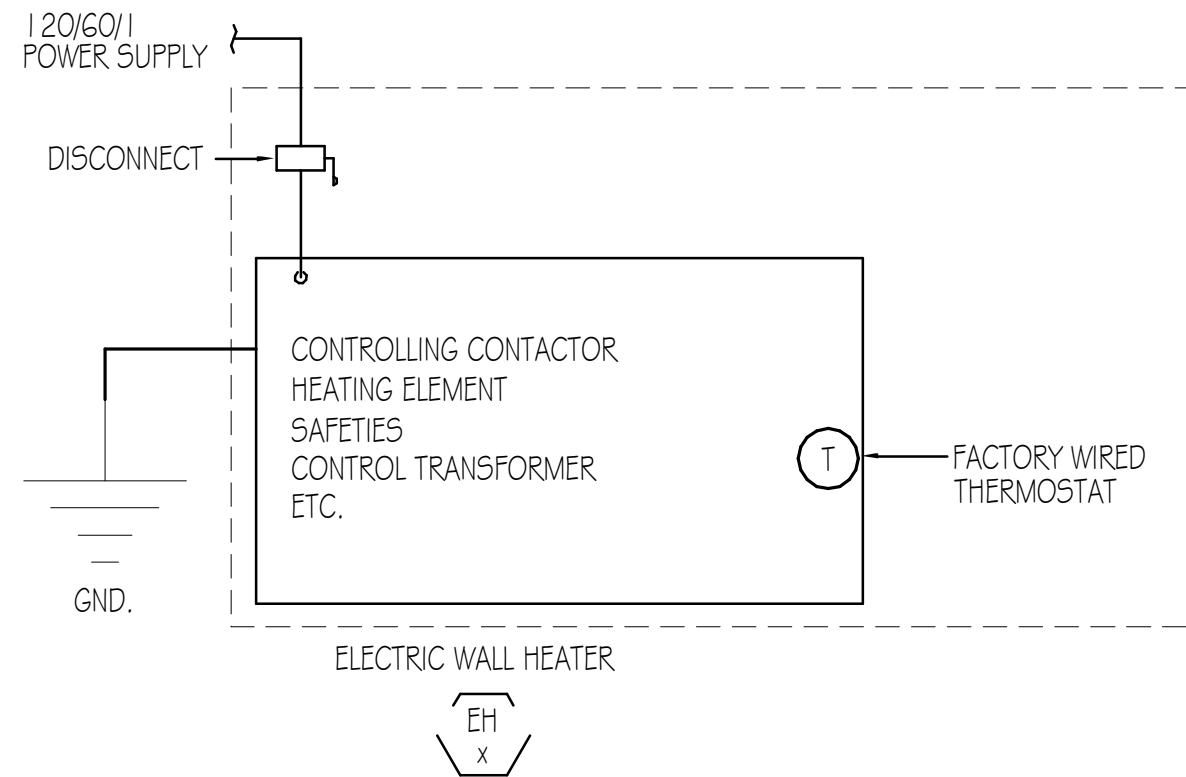 120/60/1
POWER SUPPLY
DISCONNECT
CONTROLLING CONTACTOR
HEATING ELEMENT
SAFETIES
CONTROL TRANSFORMER
ETC.
T
FACTORY WIRED
THERMOSTAT
GND.
ELECTRIC WALL HEATER
EH
X